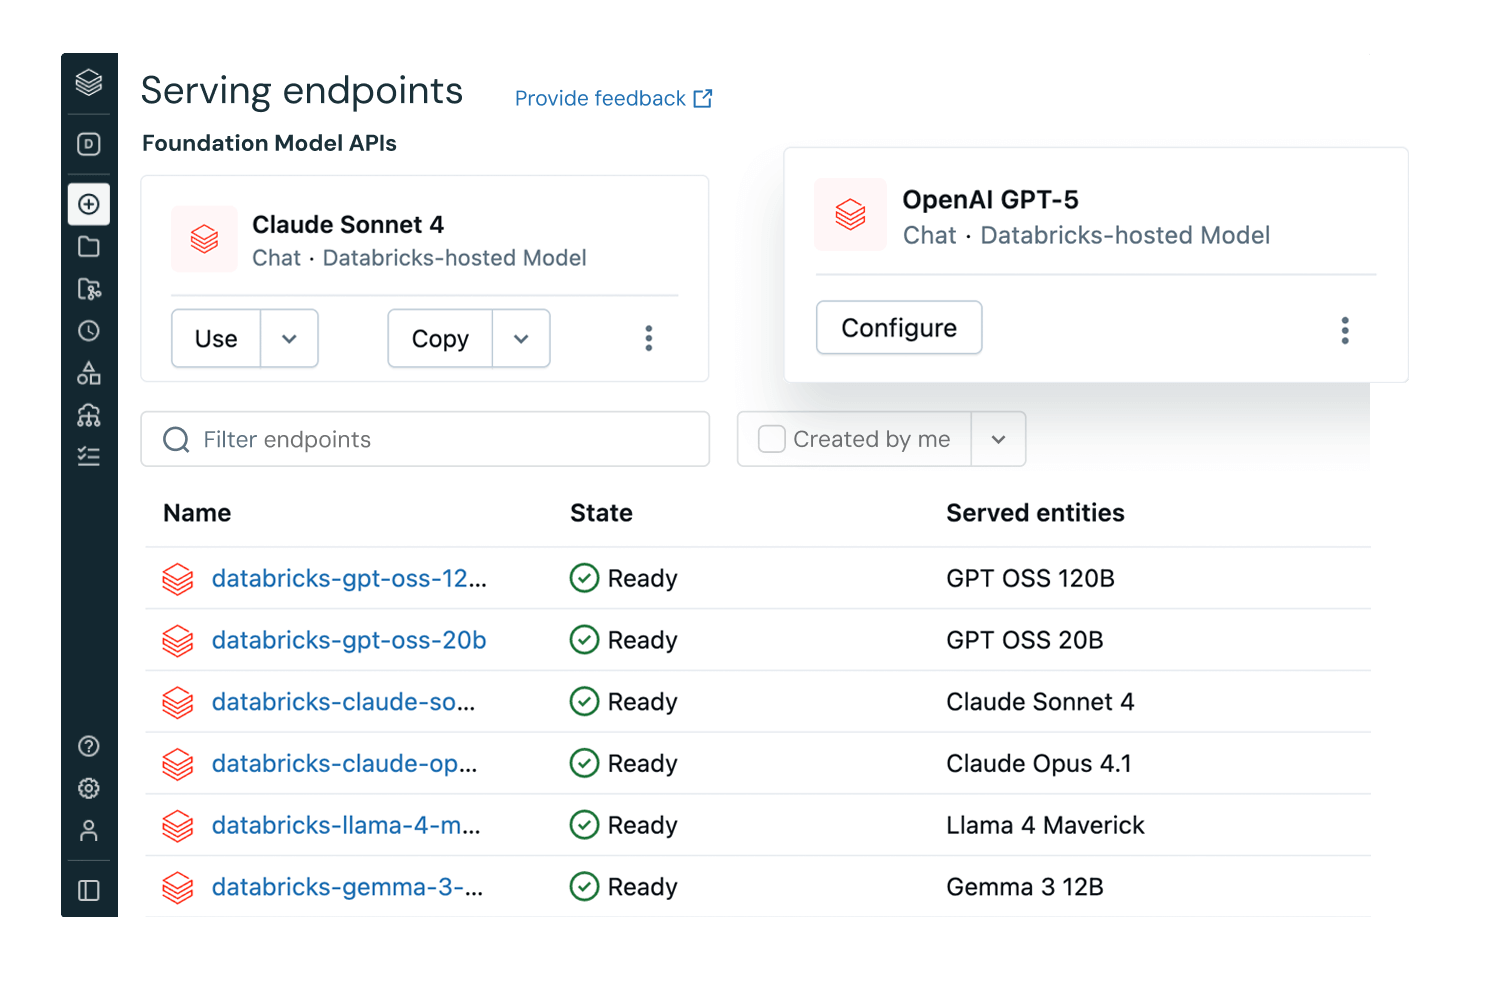 Serving endpoints
Provide feedback
Foundation Model APIs
D
Claude Sonnet 4
Chat · Databricks-hosted Model
Use
Copy
OpenAI GPT-5
Chat · Databricks-hosted Model
Configure
Filter endpoints
Created by me
Name State Served entities
databricks-gpt-oss-12... Ready GPT OSS 120B
databricks-gpt-oss-20b Ready GPT OSS 20B
databricks-claude-so... Ready Claude Sonnet 4
databricks-claude-op... Ready Claude Opus 4.1
databricks-llama-4-m... Ready Llama 4 Maverick
databricks-gemma-3-... Ready Gemma 3 12B